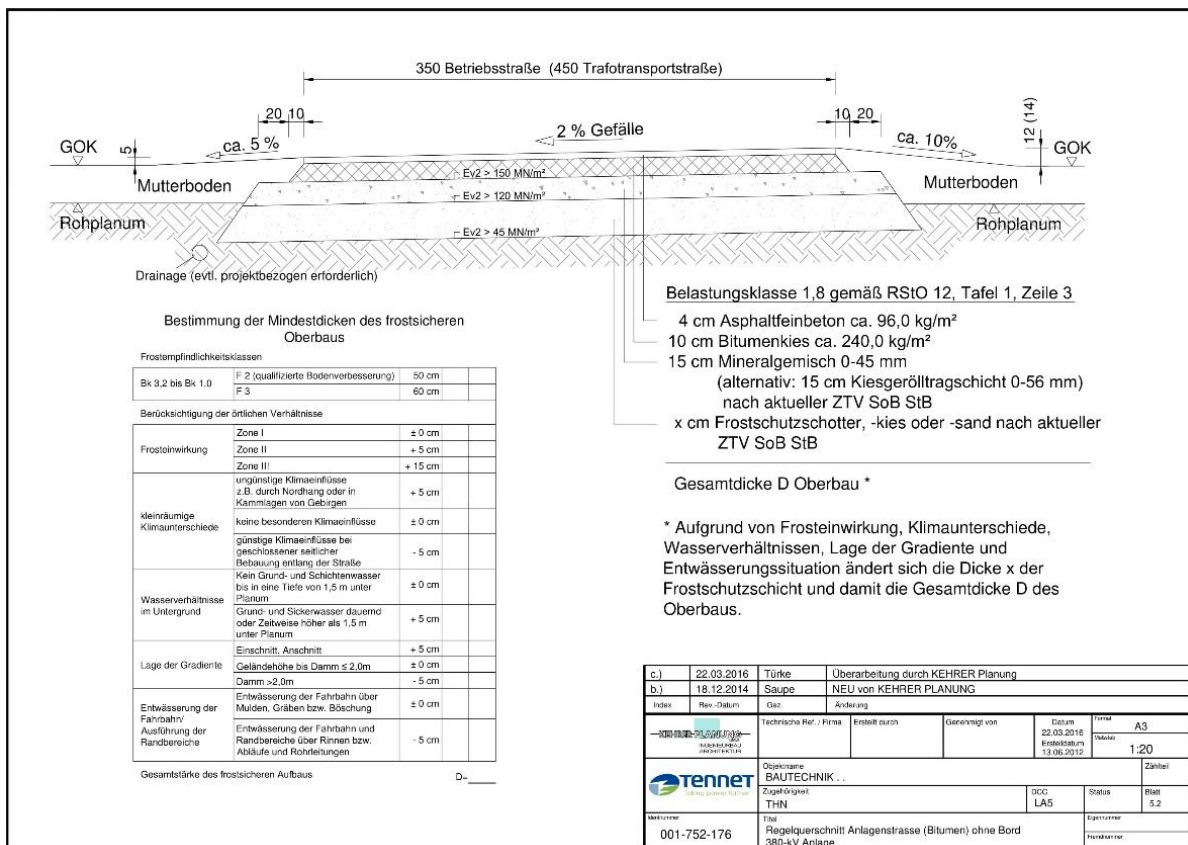 350 Betriebsstraße (450 Trafotransportstraße)
20 10
10 20
12 (14)
GOK
5
ca. 5 %
2 % Gefälle
ca. 10%
GOK
Mutterboden
Ev2 > 150 MN/m²
Mutterboden
Ev2 > 120 MN/m²
Rohplanum
Ev2 > 45 MN/m²
Rohplanum
Drainage (evtl. projektbezogen erforderlich)
Belastungsklasse 1,8 gemäß RStO 12, Tafel 1, Zeile 3
4 cm Asphaltfeinbeton ca. 96,0 kg/m²
10 cm Bitumenkies ca. 240,0 kg/m²
15 cm Mineralgemisch 0-45 mm
(alternativ: 15 cm Kiesgerölltragschicht 0-56 mm)
nach aktueller ZTV SoB StB
x cm Frostschutzschotter, -kies oder -sand nach aktueller
ZTV SoB StB
Gesamtdicke D Oberbau *
* Aufgrund von Frosteinwirkung, Klimaunterschiede,
Wasserverhältnissen, Lage der Gradiente und
Entwässerungssituation ändert sich die Dicke x der
Frostschutzschicht und damit die Gesamtdicke D des
Oberbaus.
Bestimmung der Mindestdicken des frostsicheren
Oberbaus
Frostempfindlichkeitsklassen
Bk 3,2 bis Bk 1.0
F 2 (qualifizierte Bodenverbesserung) 50 cm
F 3 60 cm
Berücksichtigung der örtlichen Verhältnisse
Frosteinwirkung
Zone I ± 0 cm
Zone II + 5 cm
Zone II! + 15 cm
kleinräumige
Klimaunterschiede
ungünstige Klimaeinflüsse
z.B. durch Nordhang oder in
Kammlagen von Gebirgen
+ 5 cm
keine besonderen Klimaeinflüsse ± 0 cm
günstige Klimaeinflüsse bei
geschlossener seitlicher
Bebauung entlang der Straße
- 5 cm
Wasserverhältnisse
im Untergrund
Kein Grund- und Schichtenwasser
bis in eine Tiefe von 1,5 m unter
Planum
± 0 cm
Grund- und Sickerwasser dauernd
oder Zeitweise höher als 1,5 m
unter Planum
+ 5 cm
Lage der Gradiente
Einschnitt, Anschnitt + 5 cm
Geländehöhe bis Damm ≤ 2,0m ± 0 cm
Damm >2,0m - 5 cm
Entwässerung der
Fahrbahn/
Ausführung der
Randbereiche
Entwässerung der Fahrbahn über
Mulden, Gräben bzw. Böschung
± 0 cm
Entwässerung der Fahrbahn und
Randbereiche über Rinnen bzw.
Abläufe und Rohrleitungen
- 5 cm
Gesamtstärke des frostsicheren Aufbaus D=
c.) 22.03.2016 Türke Überarbeitung durch KEHRER Planung
b.) 18.12.2014 Saupe NEU von KEHRER PLANUNG
Index Rev.-Datum Gez. Änderung
KEHRER PLANUNG
INGENIEURBAU
ARCHITEKTUR
Technische Ref. / Firma Erstellt durch Genehmigt von
Datum
22.03.2016
Erstelldatum
13.06.2012
Format
A3
Maßstab
1:20
TENNET
Taking power further
Objektname
BAUTECHNIK . .
Zählteil
Zugehörigkeit
THN
DCC
LA5
Status
Blatt
5.2
Identnummer
001-752-176
Titel
Regelquerschnitt Anlagenstrasse (Bitumen) ohne Bord
380-kV Anlage
Eigennummer
Fremdnummer